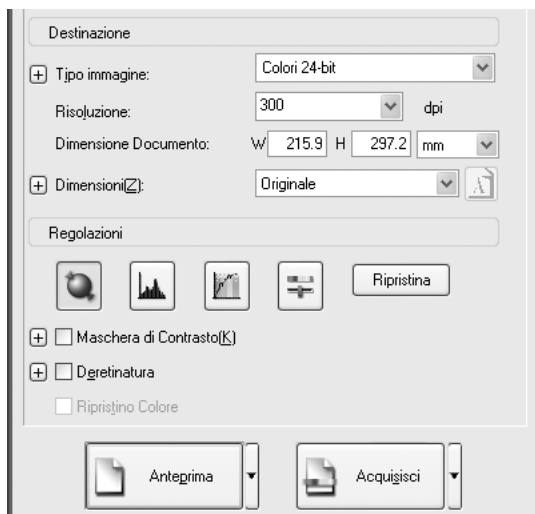 Destinazione
Tipo immagine: Colori 24-bit
Risoluzione: 300 dpi
Dimensione Documento: W 215.9 H 297.2 mm
Dimensioni(Z): Originale
Regolazioni
Ripristina
Maschera di Contrasto(K)
Deretinatura
Ripristino Colore
Anteprima Acquisisci